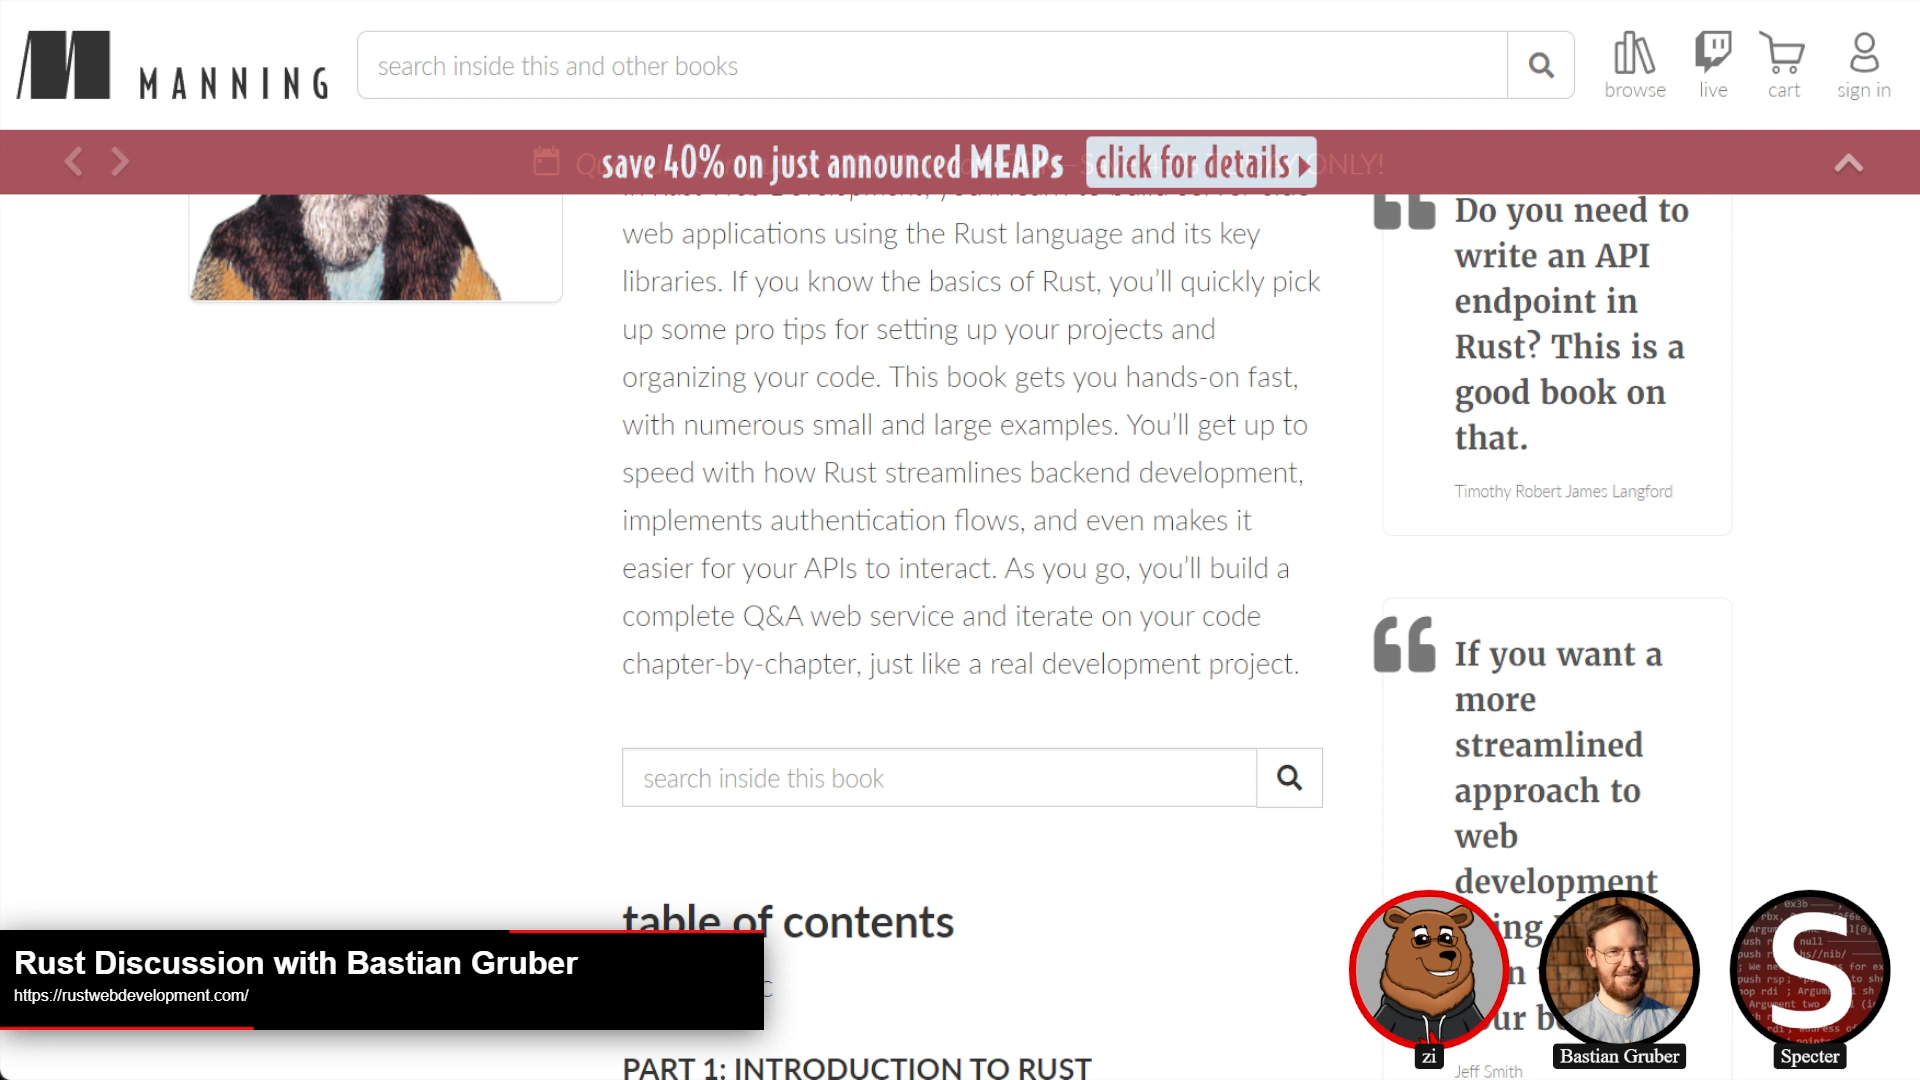 MANNING
search inside this and other books
browse
live
cart
sign in
save 40% on just announced MEAPs
click for details
ONLY!
web applications using the Rust language and its key
libraries. If you know the basics of Rust, you’ll quickly pick
up some pro tips for setting up your projects and
organizing your code. This book gets you hands-on fast,
with numerous small and large examples. You’ll get up to
speed with how Rust streamlines backend development,
implements authentication flows, and even makes it
easier for your APIs to interact. As you go, you’ll build a
complete Q&A web service and iterate on your code
chapter-by-chapter, just like a real development project.
search inside this book
table of contents
PART 1: INTRODUCTION TO RUST
Do you need to
write an API
endpoint in
Rust? This is a
good book on
that.
Timothy Robert James Langford
If you want a
more
streamlined
approach to
web
development
Jeff Smith
Rust Discussion with Bastian Gruber
https://rustwebdevelopment.com/
zi
Bastian Gruber
S
Specter